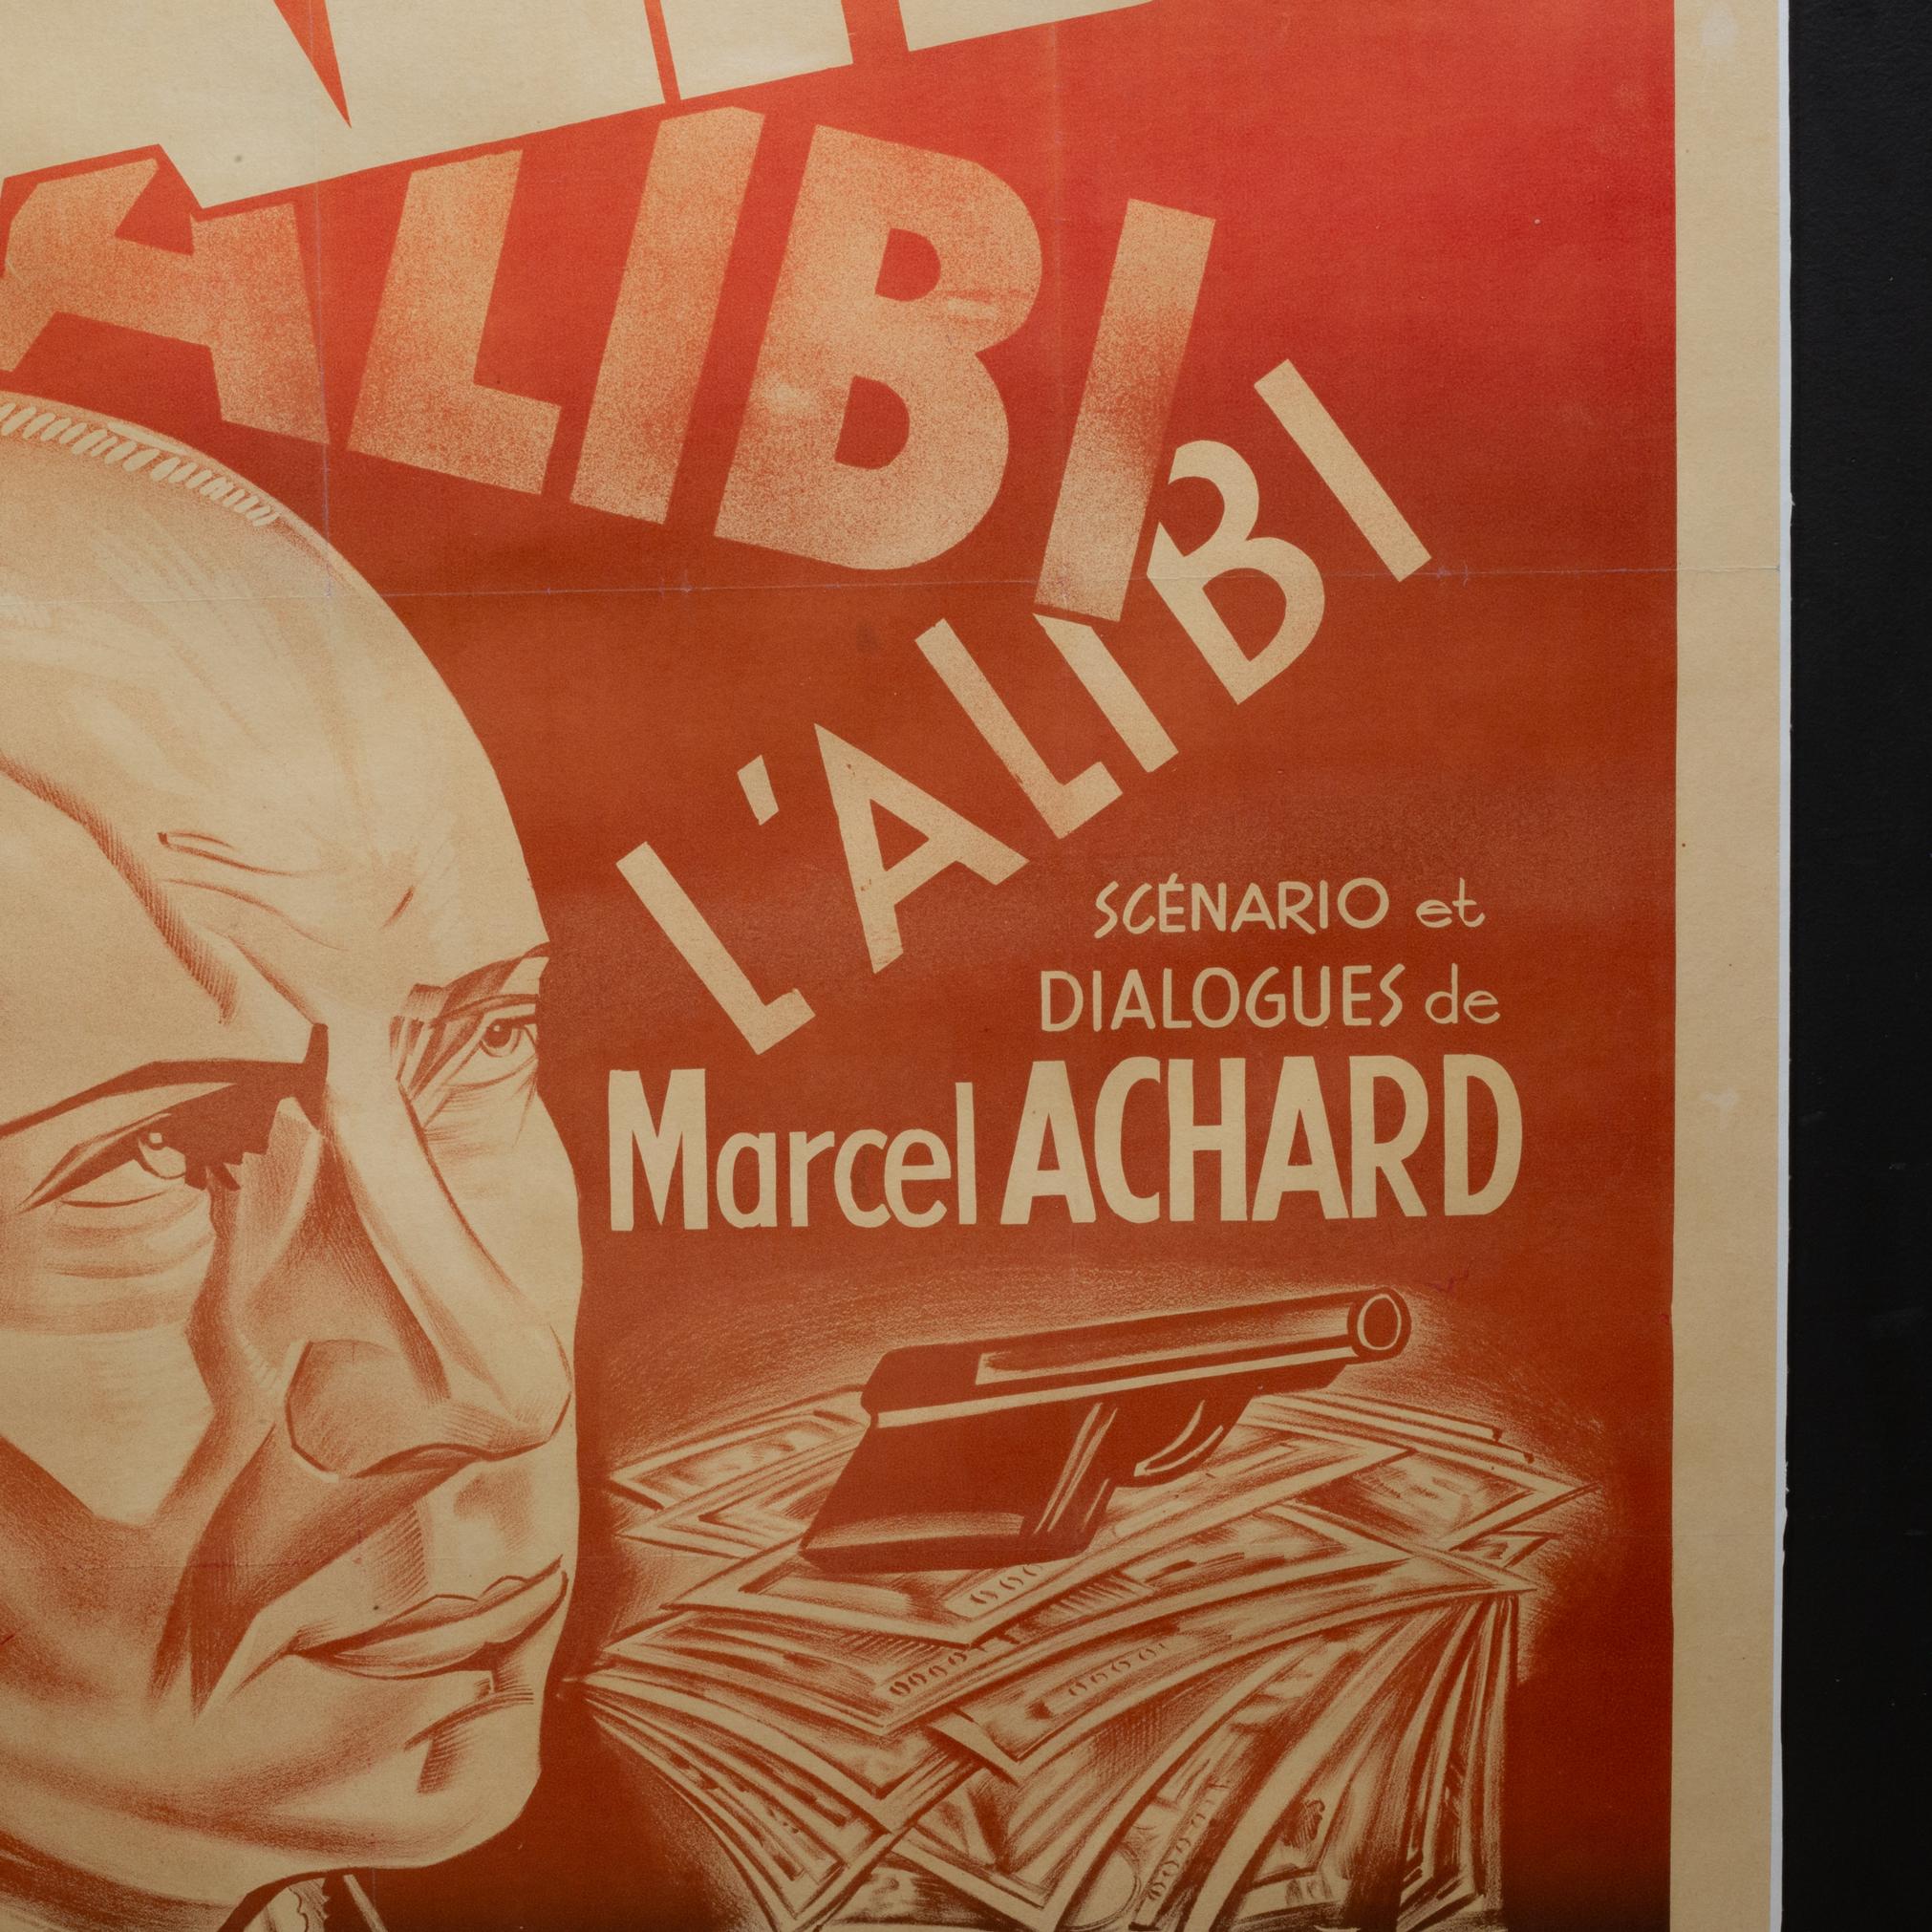 ALIBI
L'ALIBI
SCÉNARIO et
DIALOGUES de
Marcel ACHARD